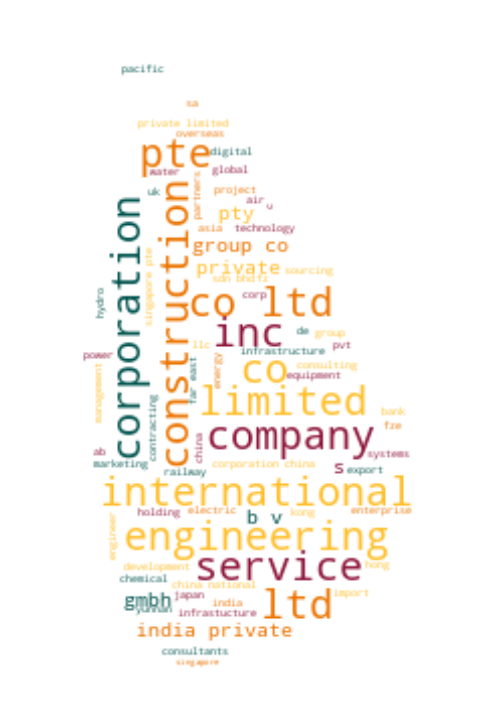 pacific
sa
private limited
overseas
pte
digital
water
global
uk
project
partners
air
u
corporation
construction
pty
asia
technology
group co
singapore pte
private
sourcing
sdn bhd
fz
hydro
corp
co ltd
inc
de
group
llc
infrastructure
pvt
power
far east
energy
co
consulting
equipment
management
limited
contracting
bank
fze
company
china
ab
systems
marketing
corporation china
s
export
railway
international
holding
electric
b v
kong
enterprise
engineer
engineering
service
development
hong
chemical
china national
gmbh
japan
yunnan
india
ltd
import
infrastucture
india private
consultants
singapore